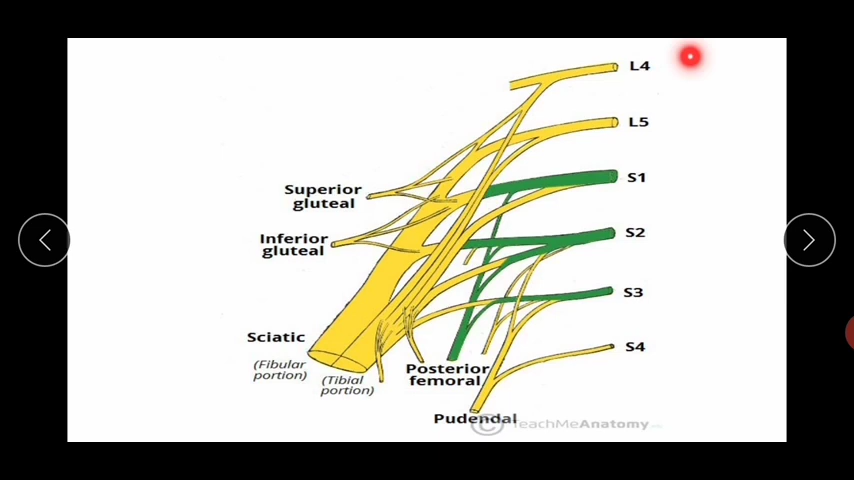 L4
L5
S1
Superior
gluteal
S2
Inferior
gluteal
S3
Sciatic
S4
(Fibular
portion)
(Tibial
portion)
Posterior
femoral
Pudendal
© TeachMeAnatomy